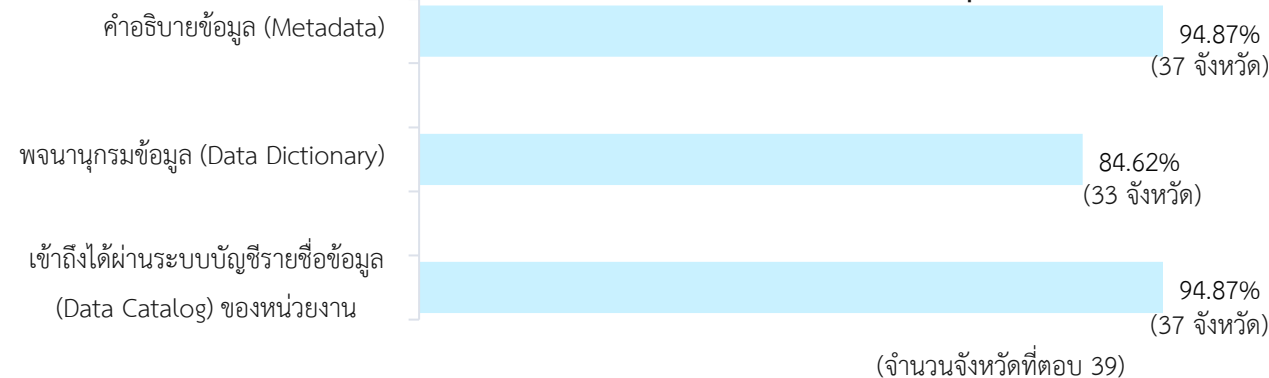 คำอธิบายข้อมูล (Metadata)
94.87%
(37 จังหวัด)
พจนานุกรมข้อมูล (Data Dictionary)
84.62%
(33 จังหวัด)
เข้าถึงได้ผ่านระบบบัญชีรายชื่อข้อมูล
(Data Catalog) ของหน่วยงาน
94.87%
(37 จังหวัด)
(จำนวนจังหวัดที่ตอบ 39)